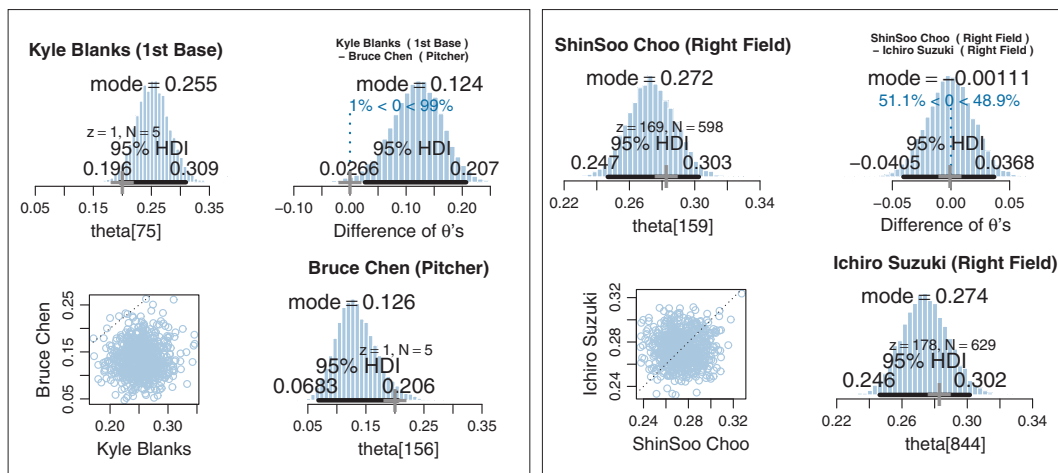 Kyle Blanks (1st Base)
mode = 0.255
z = 1, N = 5
95% HDI
0.196 0.309
0.05 0.15 0.25 0.35
theta[75]
Kyle Blanks ( 1st Base )
− Bruce Chen ( Pitcher )
mode = 0.124
1% < 0 < 99%
95% HDI
0.0266 0.207
−0.10 0.00 0.10 0.20
Difference of θ's
Bruce Chen
0.05 0.15 0.25
0.20 0.30
Kyle Blanks
Bruce Chen (Pitcher)
mode = 0.126
z = 1, N = 5
95% HDI
0.0683 0.206
0.05 0.15 0.25 0.35
theta[156]
ShinSoo Choo (Right Field)
mode = 0.272
z = 169, N = 598
95% HDI
0.247 0.303
0.22 0.26 0.30 0.34
theta[159]
ShinSoo Choo ( Right Field )
− Ichiro Suzuki ( Right Field )
mode = −0.00111
51.1% < 0 < 48.9%
95% HDI
−0.0405 0.0368
−0.05 0.00 0.05
Difference of θ's
Ichiro Suzuki
0.24 0.28 0.32
0.24 0.28 0.32
ShinSoo Choo
Ichiro Suzuki (Right Field)
mode = 0.274
z = 178, N = 629
95% HDI
0.246 0.302
0.22 0.26 0.30 0.34
theta[844]